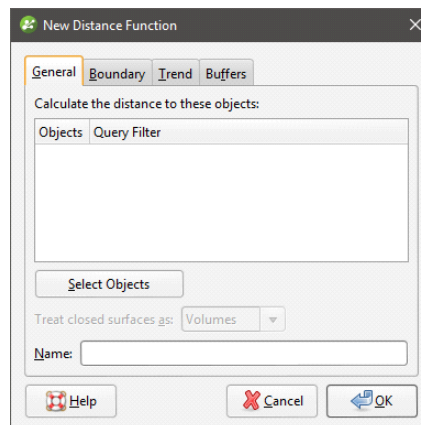 New Distance Function
General Boundary Trend Buffers
Calculate the distance to these objects:
Objects Query Filter
Select Objects
Treat closed surfaces as: Volumes
Name:
Help Cancel OK